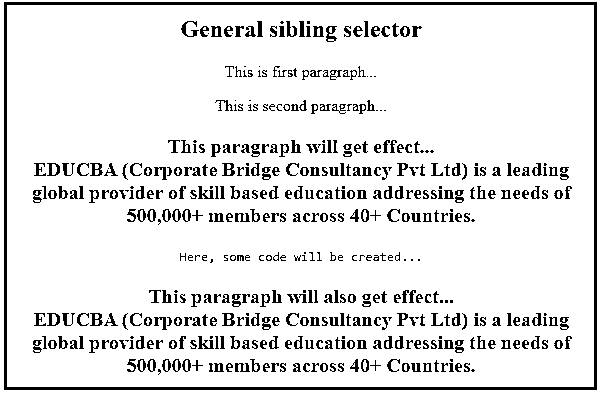 General sibling selector
This is first paragraph...
This is second paragraph...
This paragraph will get effect...
EDUCBA (Corporate Bridge Consultancy Pvt Ltd) is a leading
global provider of skill based education addressing the needs of
500,000+ members across 40+ Countries.
Here, some code will be created...
This paragraph will also get effect...
EDUCBA (Corporate Bridge Consultancy Pvt Ltd) is a leading
global provider of skill based education addressing the needs of
500,000+ members across 40+ Countries.